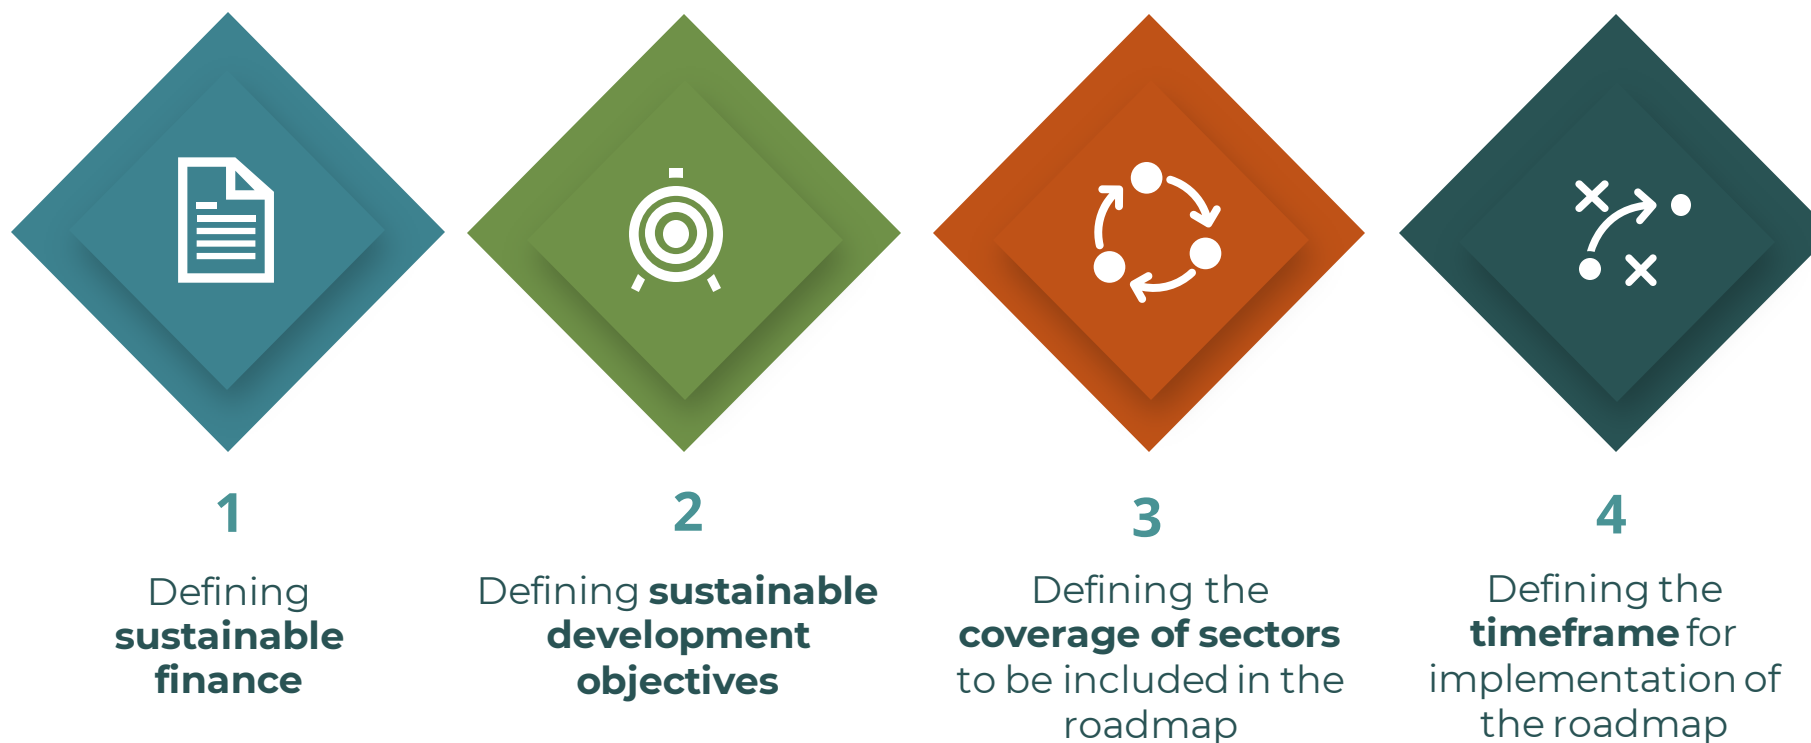 1
Defining
sustainable
finance
2
Defining sustainable
development
objectives
3
Defining the
coverage of sectors
to be included in the
roadmap
4
Defining the
timeframe for
implementation of
the roadmap